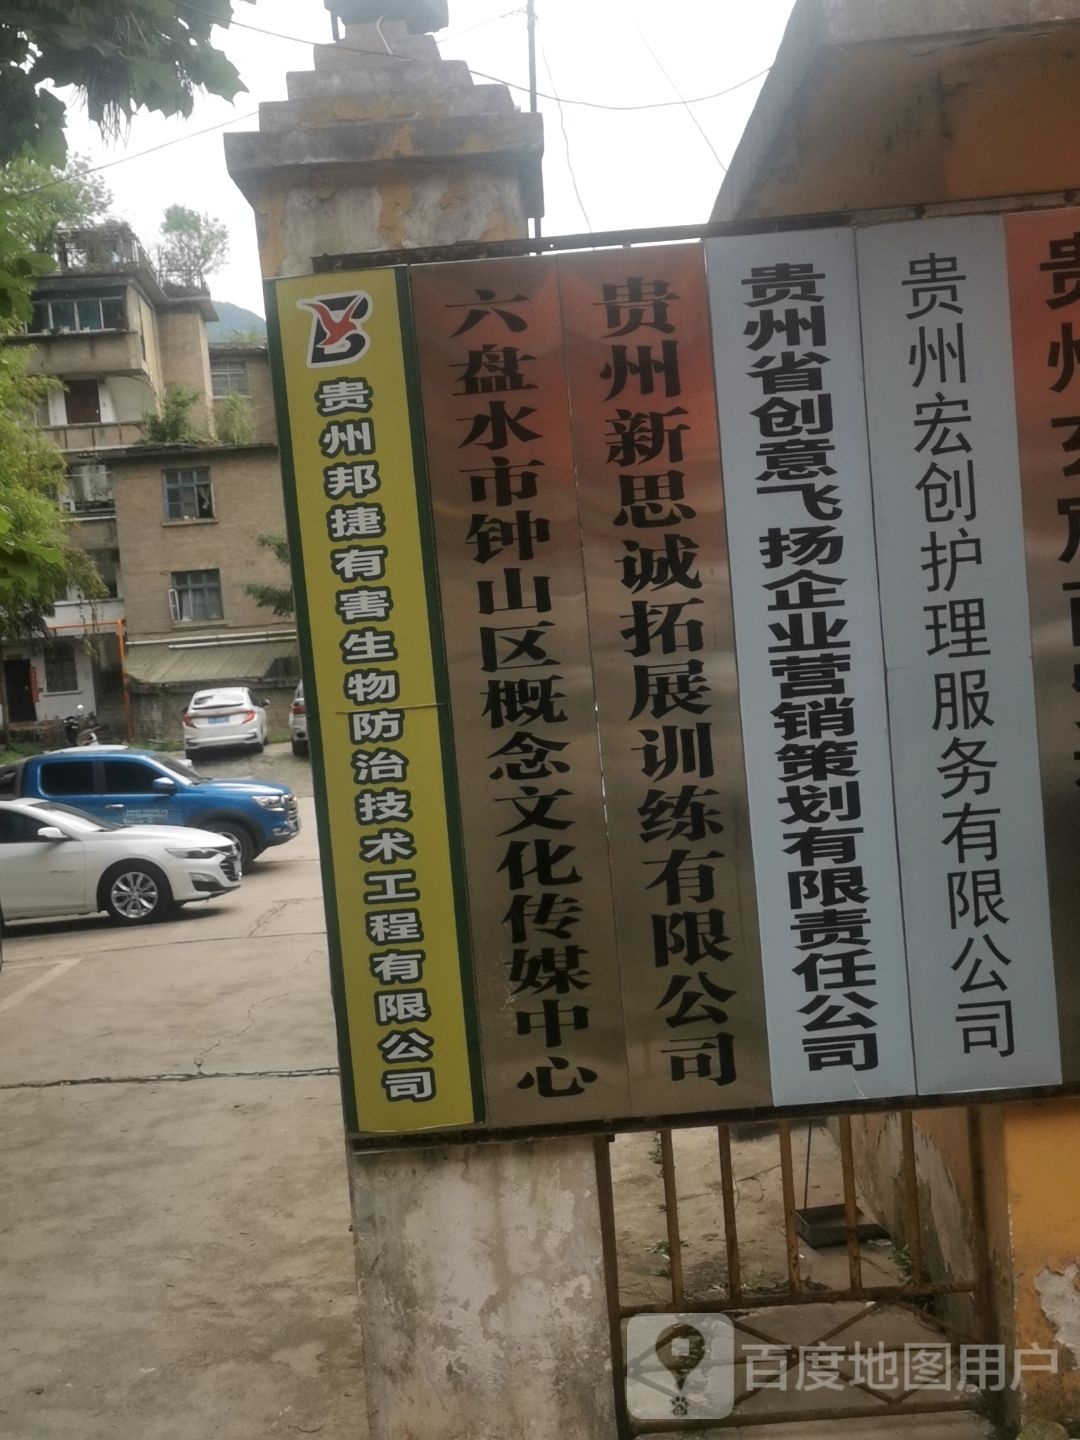 贵州邦捷有害生物防治技术工程有限公司
六盘水市钟山区概念文化传媒中心
贵州新思诚拓展训练有限公司
贵州省创意飞扬企业营销策划有限责任公司
贵州宏创护理服务有限公司
百度地图用户